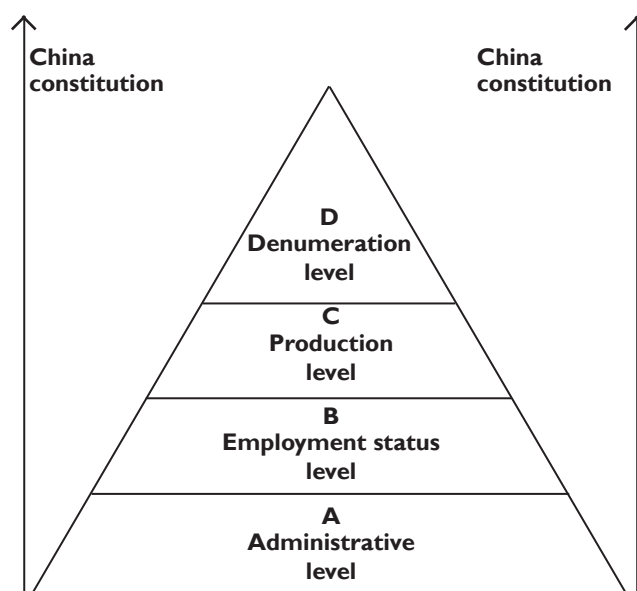 China
constitution
China
constitution
D
Denumeration
level
C
Production
level
B
Employment status
level
A
Administrative
level